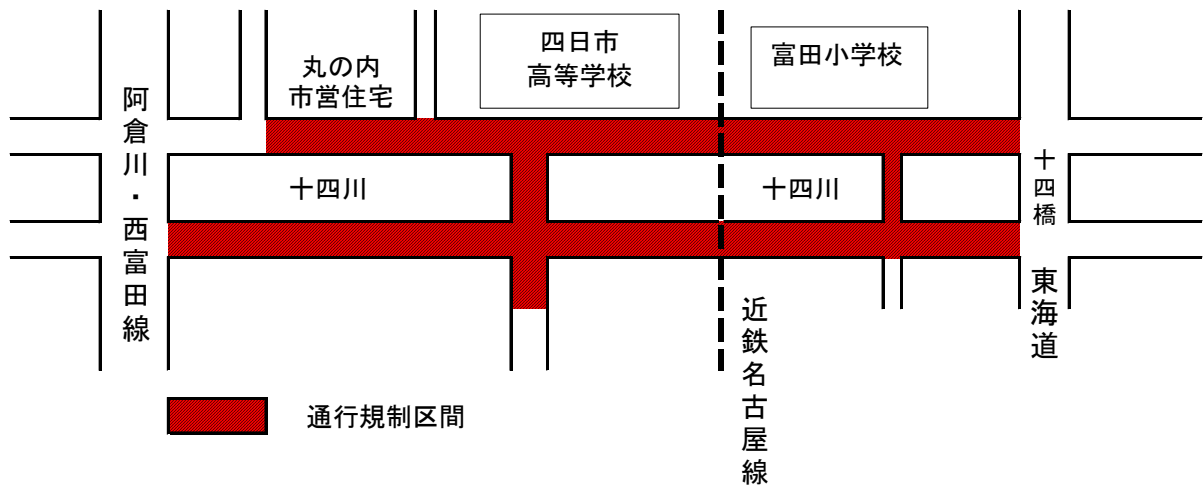 四日市
高等学校
富田小学校
丸の内
市営住宅
阿倉川・西富田線
十四川
十四川
十四橋
東海道
近鉄名古屋線
通行規制区間